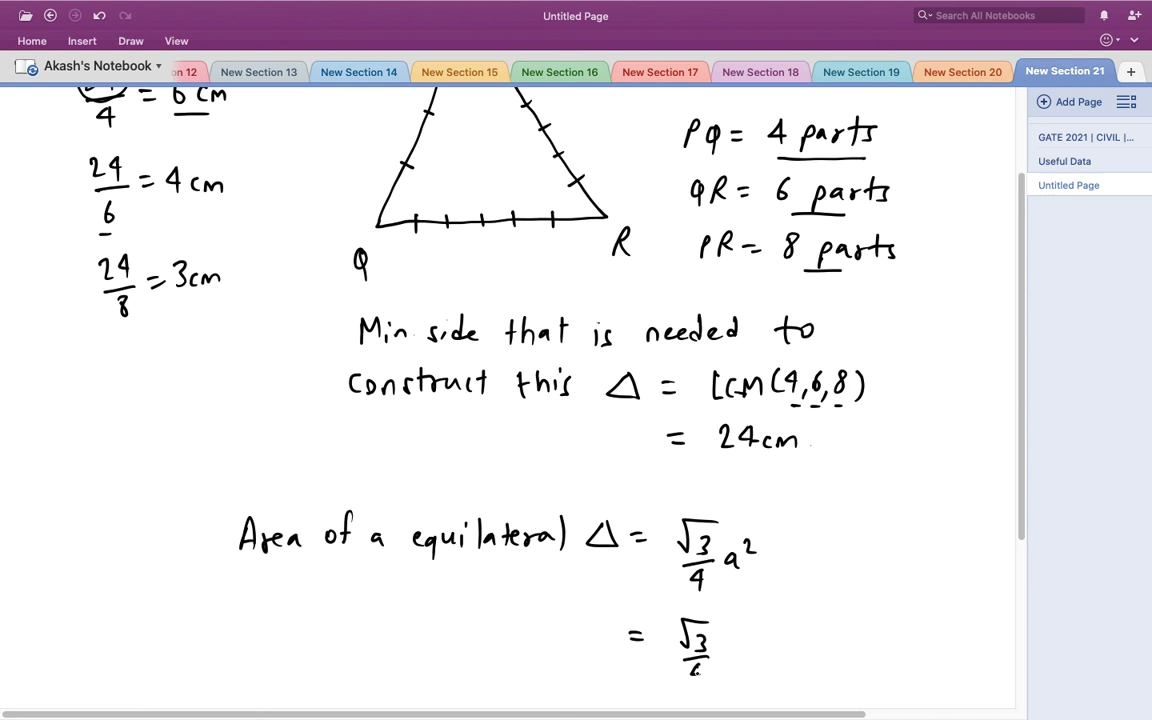 Untitled Page
Search All Notebooks
Home Insert Draw View
Akash's Notebook
on 12 New Section 13 New Section 14 New Section 15 New Section 16 New Section 17 New Section 18 New Section 19 New Section 20 New Section 21
Add Page
GATE 2021 | CIVIL |...
Useful Data
Untitled Page
4 = 6 cm
24/6 = 4 cm
24/8 = 3cm
Q
R
PQ = 4 parts
QR = 6 parts
PR = 8 parts
Min side that is needed to
construct this Δ = LCM(4,6,8)
= 24cm
Area of a equilateral Δ = √3/4 a²
= √3